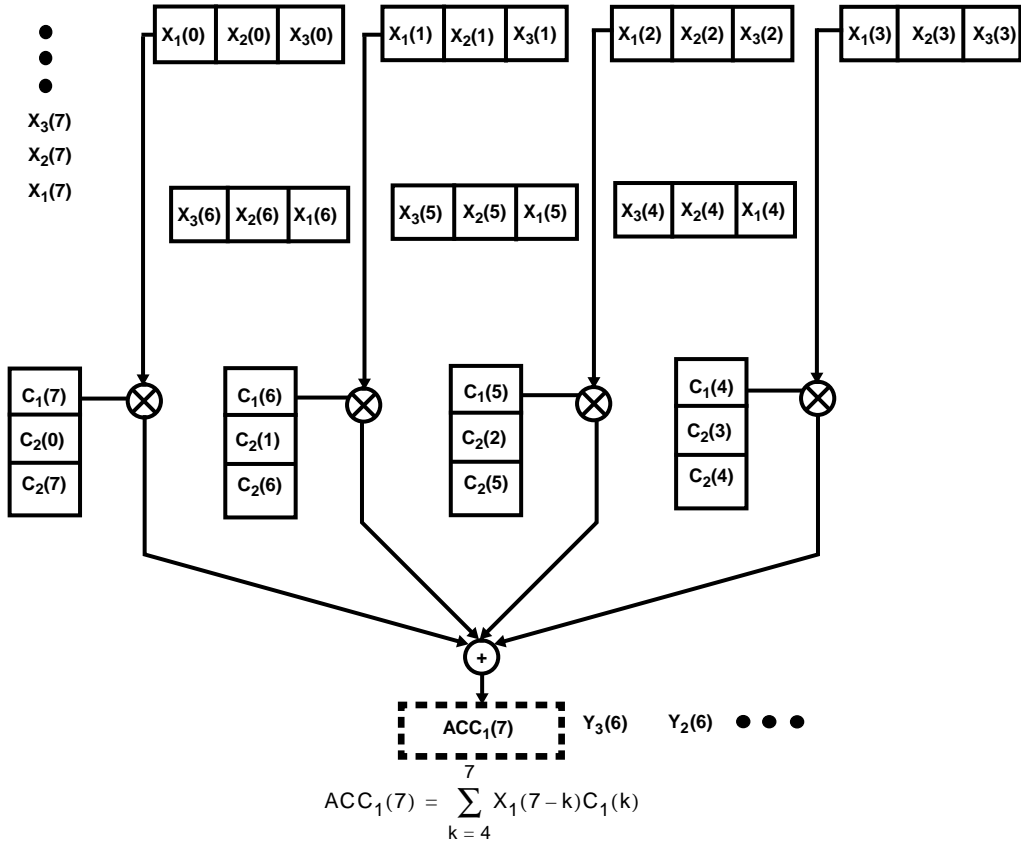 X1(0) X2(0) X3(0) X1(1) X2(1) X3(1) X1(2) X2(2) X3(2) X1(3) X2(3) X3(3)
X3(7)
X2(7)
X1(7)
X3(6) X2(6) X1(6) X3(5) X2(5) X1(5) X3(4) X2(4) X1(4)
C1(7) C1(6) C1(5) C1(4)
C2(0) C2(1) C2(2) C2(3)
C2(7) C2(6) C2(5) C2(4)
+
ACC1(7) Y3(6) Y2(6)
7
ACC1(7) = ∑ X1(7 – k)C1(k)
k = 4